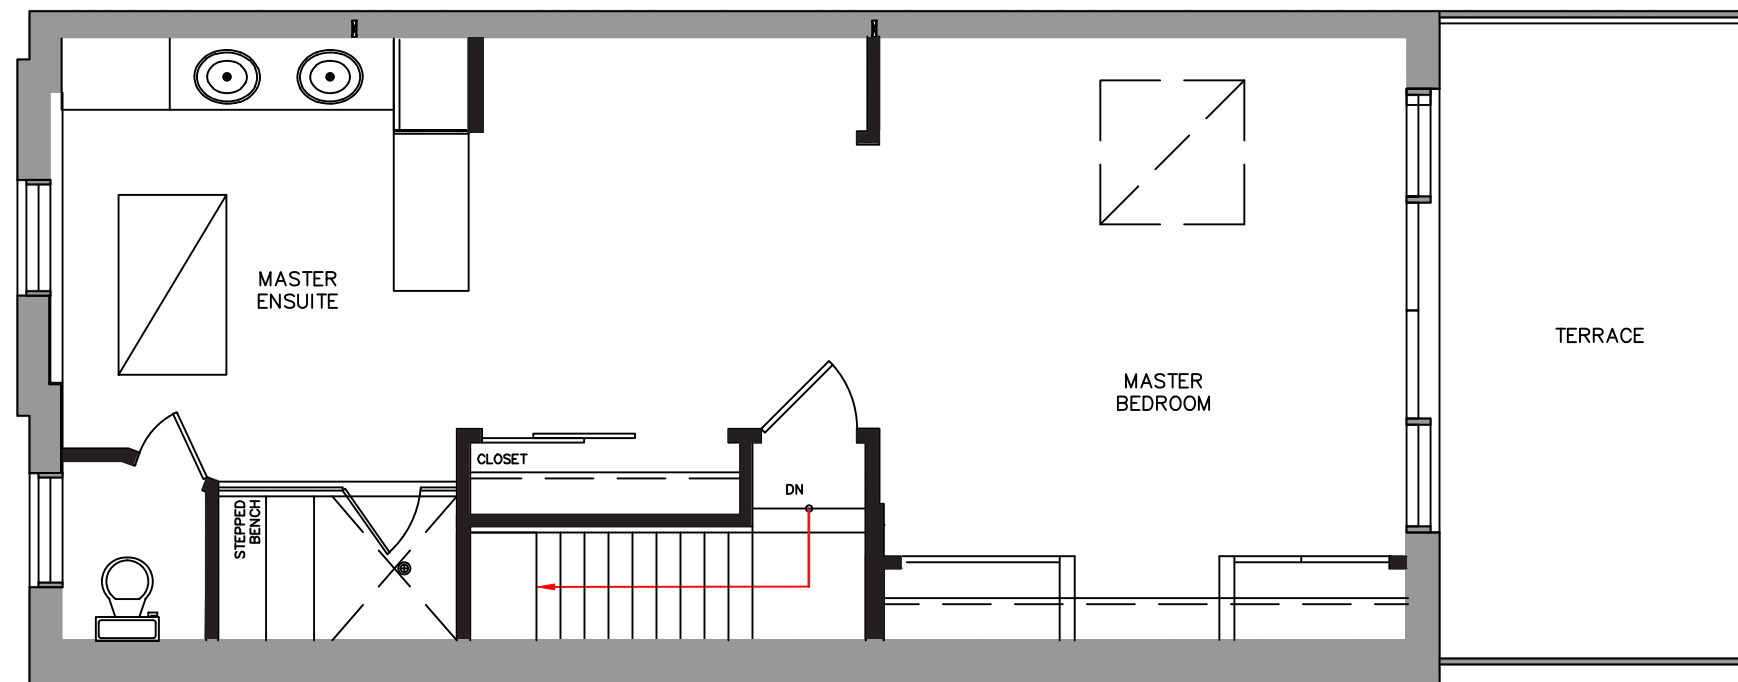 MASTER
ENSUITE
TERRACE
MASTER
BEDROOM
CLOSET
DN
STEPPED
BENCH